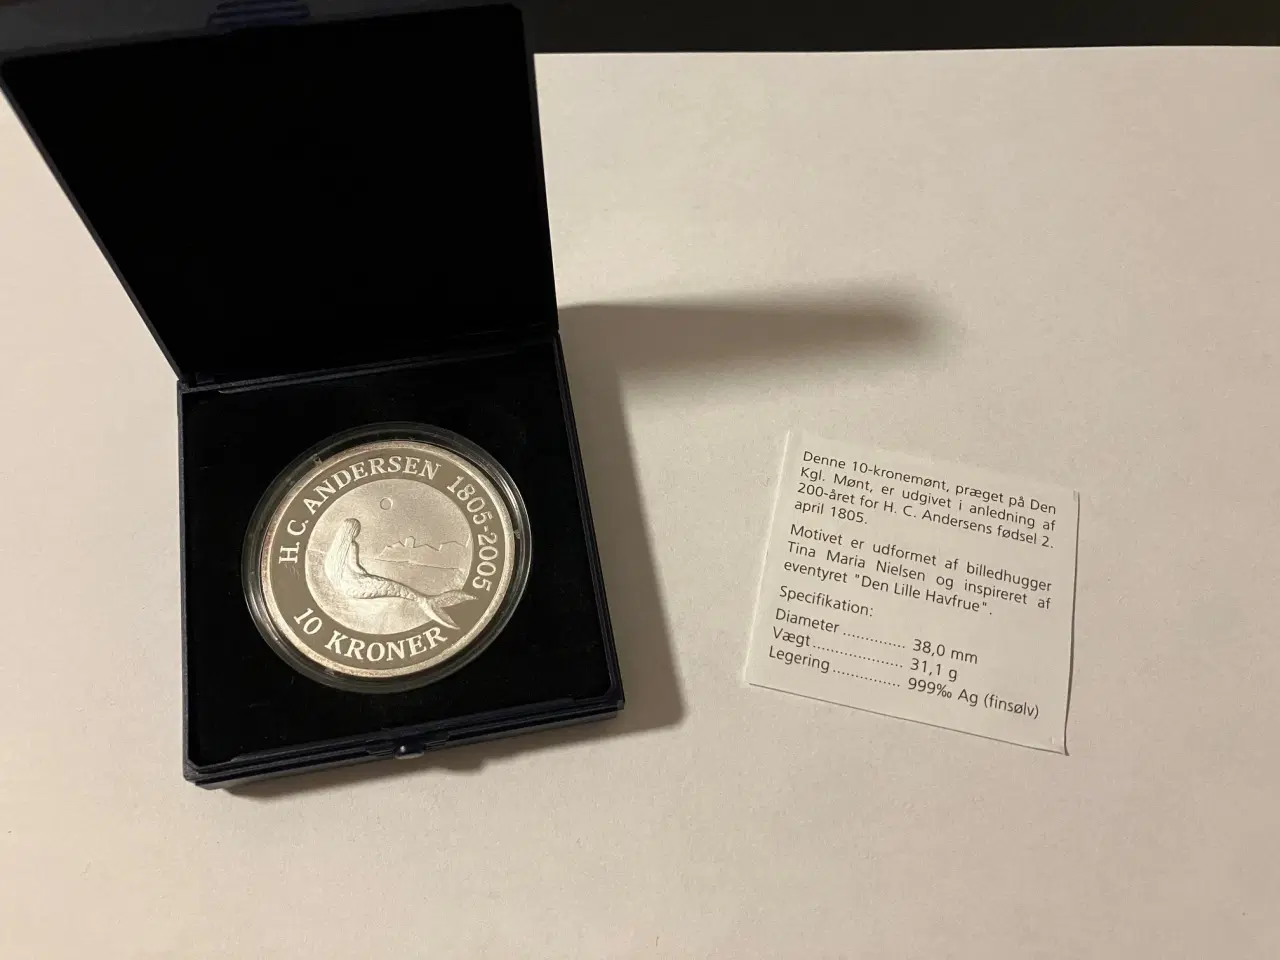 H. C. ANDERSEN 1805-2005
10 KRONER
Denne 10-kronemønt, præget på Den
Kgl. Mønt, er udgivet i anledning af
200-året for H. C. Andersens fødsel 2.
april 1805.
Motivet er udformet af billedhugger
Tina Maria Nielsen og inspireret af
eventyret "Den Lille Havfrue".
Specifikation:
Diameter ............. 38,0 mm
Vægt ................... 31,1 g
Legering ............... 999‰ Ag (finsølv)